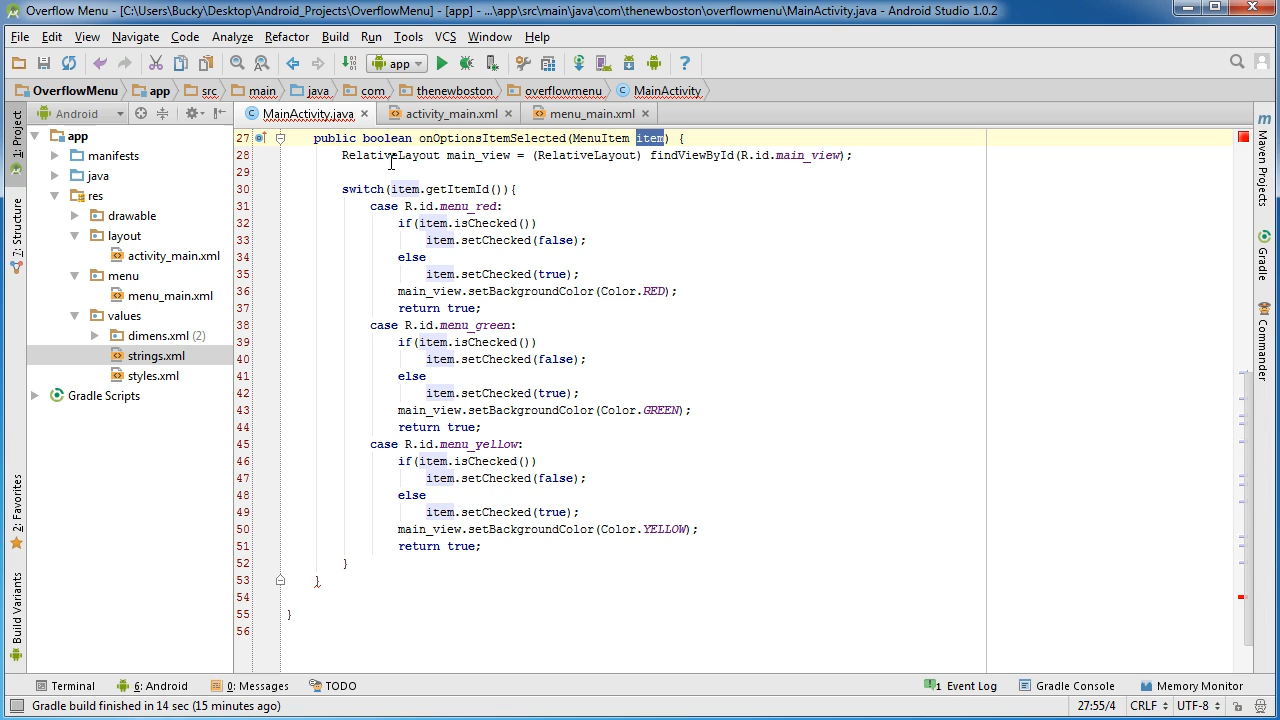 Overflow Menu - [C:\Users\Bucky\Desktop\Android_Projects\OverflowMenu] - [app] - ...\app\src\main\java\com\thenewboston\overflowmenu\MainActivity.java - Android Studio 1.0.2
File Edit View Navigate Code Analyze Refactor Build Run Tools VCS Window Help
app
OverflowMenu app src main java com thenewboston overflowmenu MainActivity
Android MainActivity.java activity_main.xml menu_main.xml
1: Project
7: Structure
2: Favorites
Build Variants
app
manifests
java
res
drawable
layout
activity_main.xml
menu
menu_main.xml
values
dimens.xml (2)
strings.xml
styles.xml
Gradle Scripts
27 public boolean onOptionsItemSelected(MenuItem item) {
28 RelativeLayout main_view = (RelativeLayout) findViewById(R.id.main_view);
29
30 switch(item.getItemId()){
31 case R.id.menu_red:
32 if(item.isChecked())
33 item.setChecked(false);
34 else
35 item.setChecked(true);
36 main_view.setBackgroundColor(Color.RED);
37 return true;
38 case R.id.menu_green:
39 if(item.isChecked())
40 item.setChecked(false);
41 else
42 item.setChecked(true);
43 main_view.setBackgroundColor(Color.GREEN);
44 return true;
45 case R.id.menu_yellow:
46 if(item.isChecked())
47 item.setChecked(false);
48 else
49 item.setChecked(true);
50 main_view.setBackgroundColor(Color.YELLOW);
51 return true;
52 }
53 }
54
55 }
56
m Maven Projects
Gradle
Commander
Terminal 6: Android 0: Messages TODO 1 Event Log Gradle Console Memory Monitor
Gradle build finished in 14 sec (15 minutes ago) 27:55/4 CRLF UTF-8